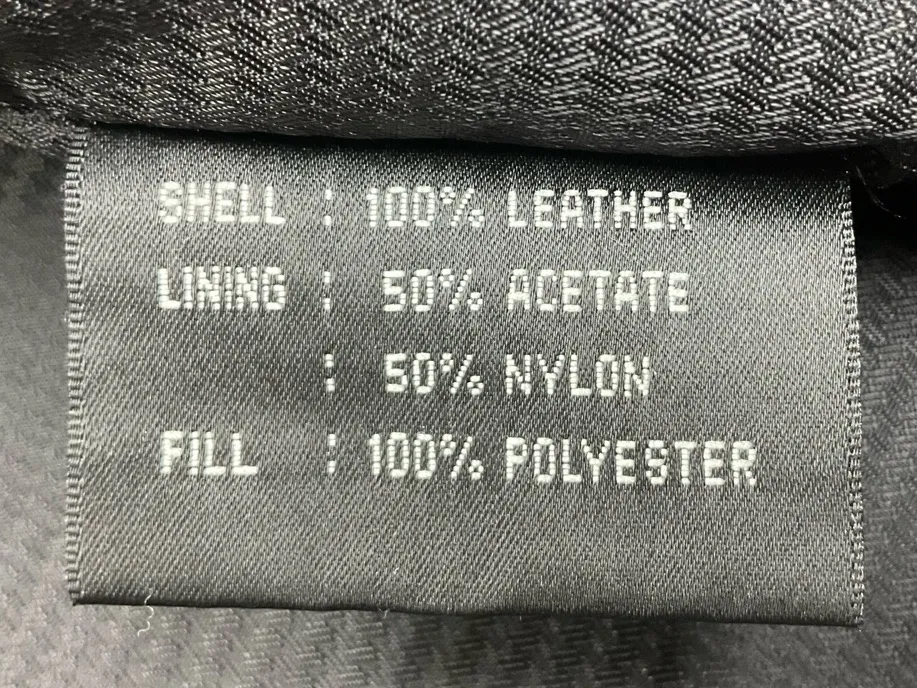 SHELL : 100% LEATHER
LINING : 50% ACETATE
: 50% NYLON
FILL : 100% POLYESTER